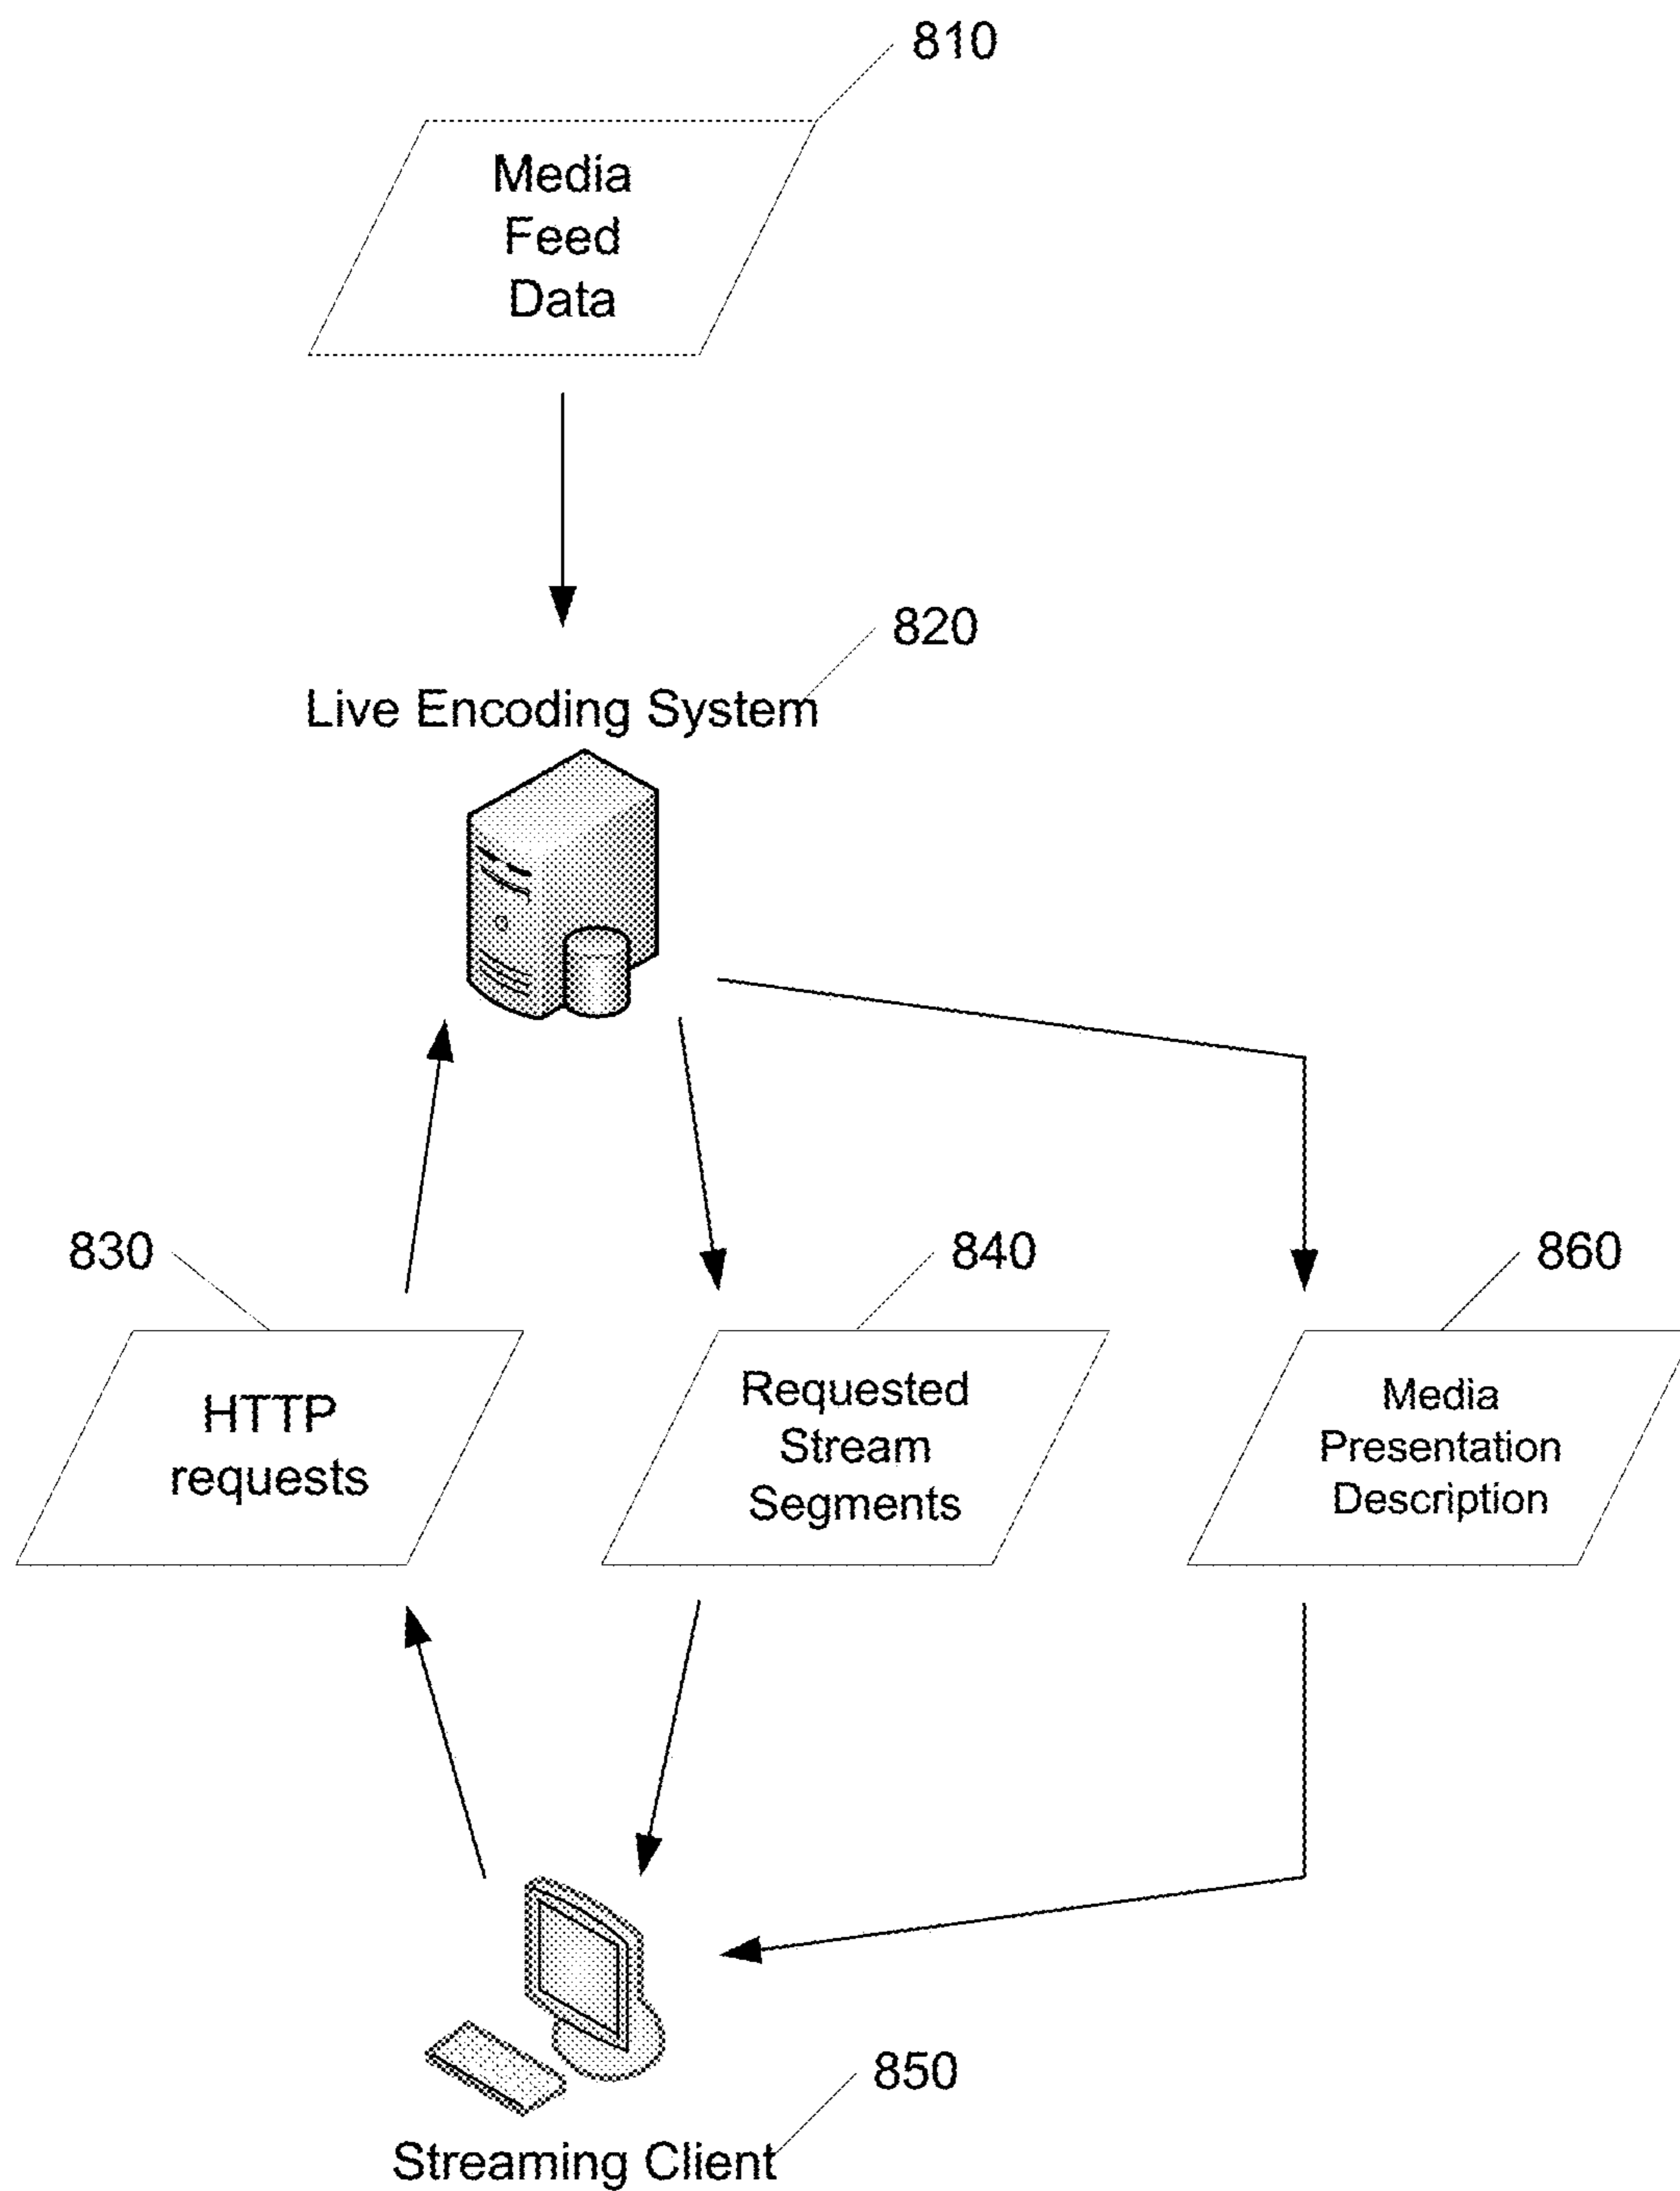 810
Media
Feed
Data
820
Live Encoding System
830
840
860
HTTP
requests
Requested
Stream
Segments
Media
Presentation
Description
850
Streaming Client